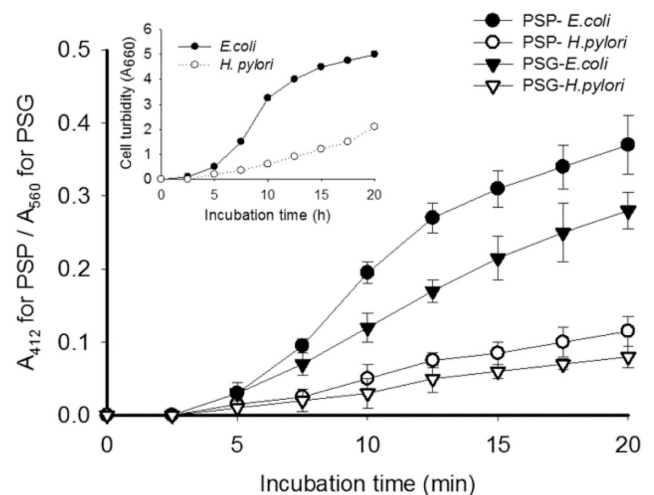 PSP- E.coli
PSP- H.pylori
PSG-E.coli
PSG-H.pylori
0.5
0.4
0.3
0.2
0.1
0.0
A412 for PSP / A560 for PSG
0 5 10 15 20
Incubation time (min)
E.coli
H. pylori
6
5
4
3
2
1
0
Cell turbidity (A660)
0 5 10 15 20
Incubation time (h)